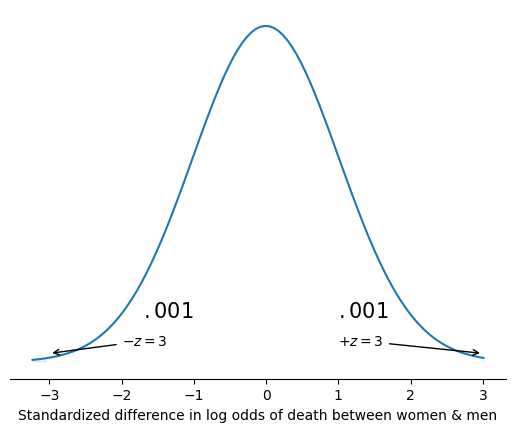 .001 .001
−z = 3 +z = 3
−3 −2 −1 0 1 2 3
Standardized difference in log odds of death between women & men